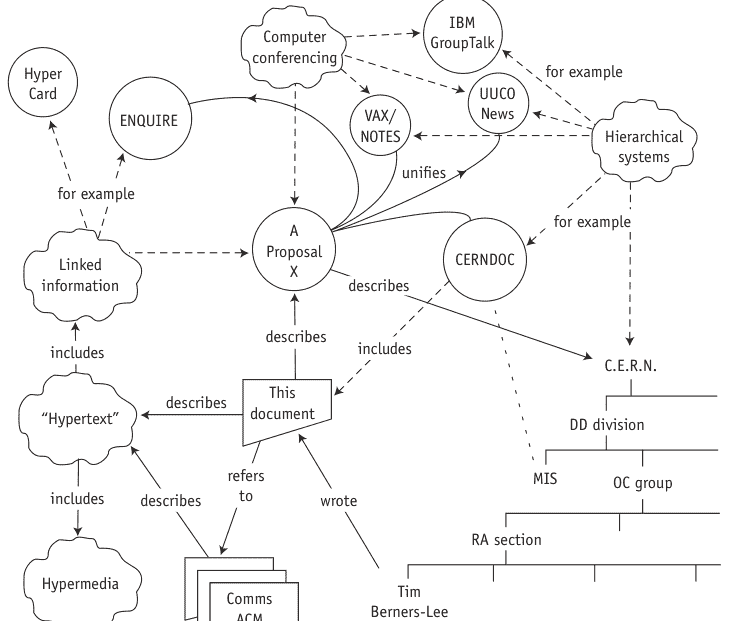 IBM
GroupTalk
Computer
conferencing
Hyper
Card
for example
UUCO
News
ENQUIRE
VAX/
NOTES
Hierarchical
systems
unifies
for example
for example
A
Proposal
X
Linked
information
CERNDOC
describes
describes
includes
includes
C.E.R.N.
This
document
describes
"Hypertext"
DD division
refers
to
MIS
OC group
includes
describes
wrote
RA section
Hypermedia
Tim
Berners-Lee
Comms
ACM